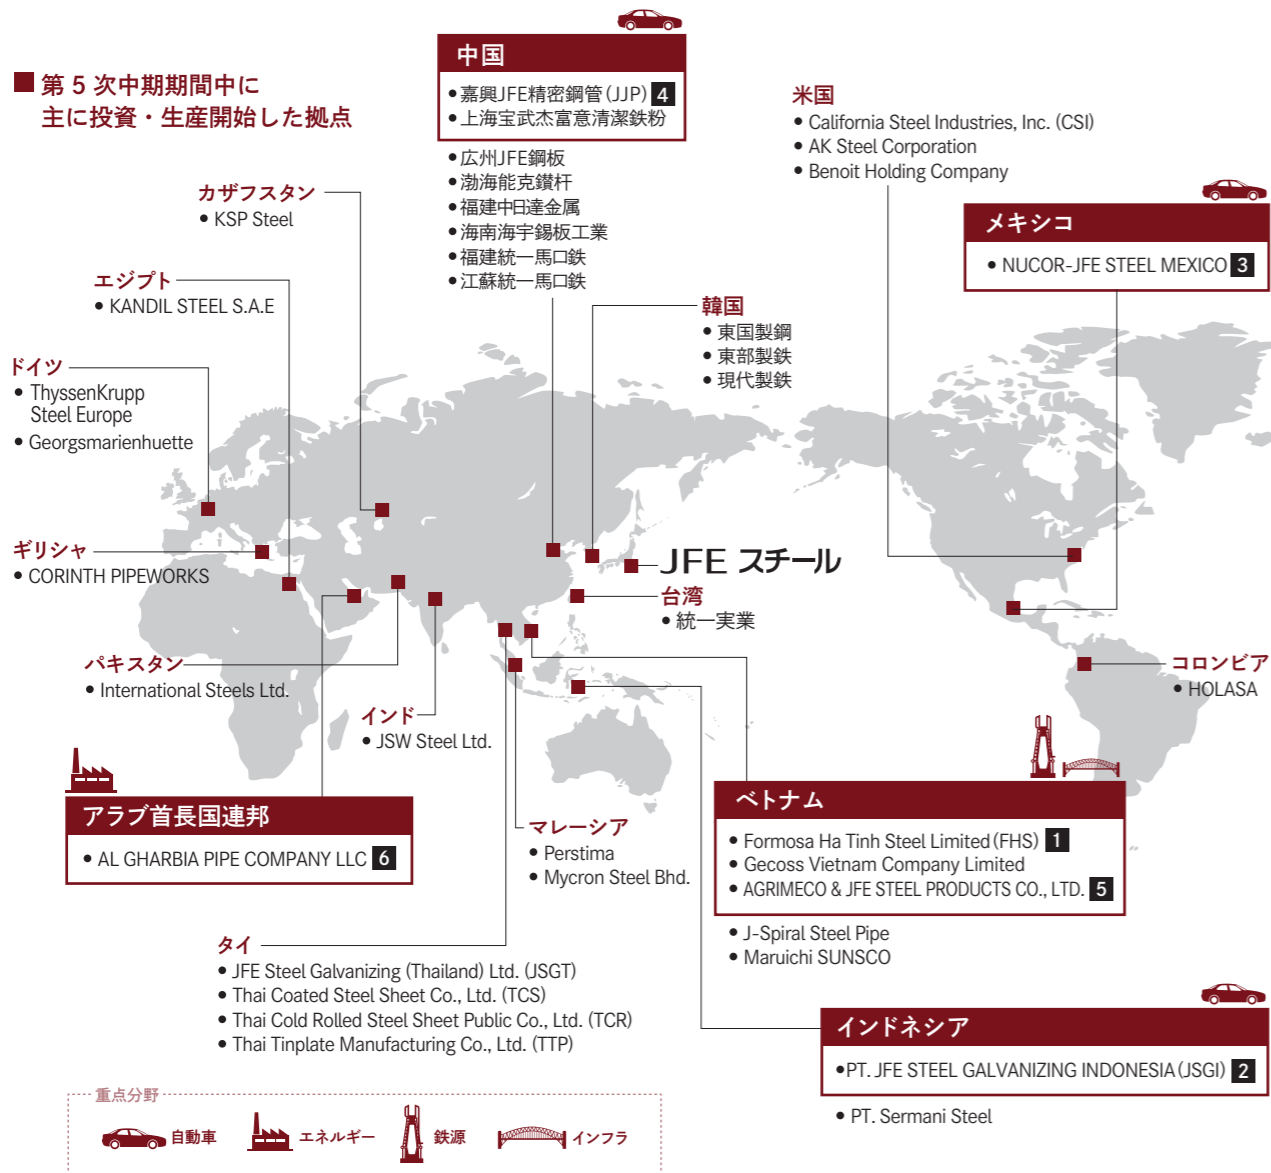 ■ 第 5 次中期期間中に
主に投資・生産開始した拠点
中国
● 嘉興JFE精密鋼管(JJP) 4
● 上海宝武杰富意清潔鉄粉
● 広州JFE鋼板
● 渤海能克鑚杆
● 福建中日達金属
● 海南海宇錫板工業
● 福建統一馬口鉄
● 江蘇統一馬口鉄
米国
● California Steel Industries, Inc. (CSI)
● AK Steel Corporation
● Benoit Holding Company
メキシコ
● NUCOR-JFE STEEL MEXICO 3
カザフスタン
● KSP Steel
エジプト
● KANDIL STEEL S.A.E
韓国
● 東国製鋼
● 東部製鉄
● 現代製鉄
ドイツ
● ThyssenKrupp
Steel Europe
● Georgsmarienhuette
ギリシャ
● CORINTH PIPEWORKS
JFE スチール
台湾
● 統一実業
パキスタン
● International Steels Ltd.
インド
● JSW Steel Ltd.
コロンビア
● HOLASA
アラブ首長国連邦
● AL GHARBIA PIPE COMPANY LLC 6
マレーシア
● Perstima
● Mycron Steel Bhd.
ベトナム
● Formosa Ha Tinh Steel Limited(FHS) 1
● Gecoss Vietnam Company Limited
● AGRIMECO & JFE STEEL PRODUCTS CO., LTD. 5
● J-Spiral Steel Pipe
● Maruichi SUNSCO
タイ
● JFE Steel Galvanizing (Thailand) Ltd. (JSGT)
● Thai Coated Steel Sheet Co., Ltd. (TCS)
● Thai Cold Rolled Steel Sheet Public Co., Ltd. (TCR)
● Thai Tinplate Manufacturing Co., Ltd. (TTP)
インドネシア
●PT. JFE STEEL GALVANIZING INDONESIA(JSGI) 2
● PT. Sermani Steel
重点分野
自動車 エネルギー 鉄源 インフラ